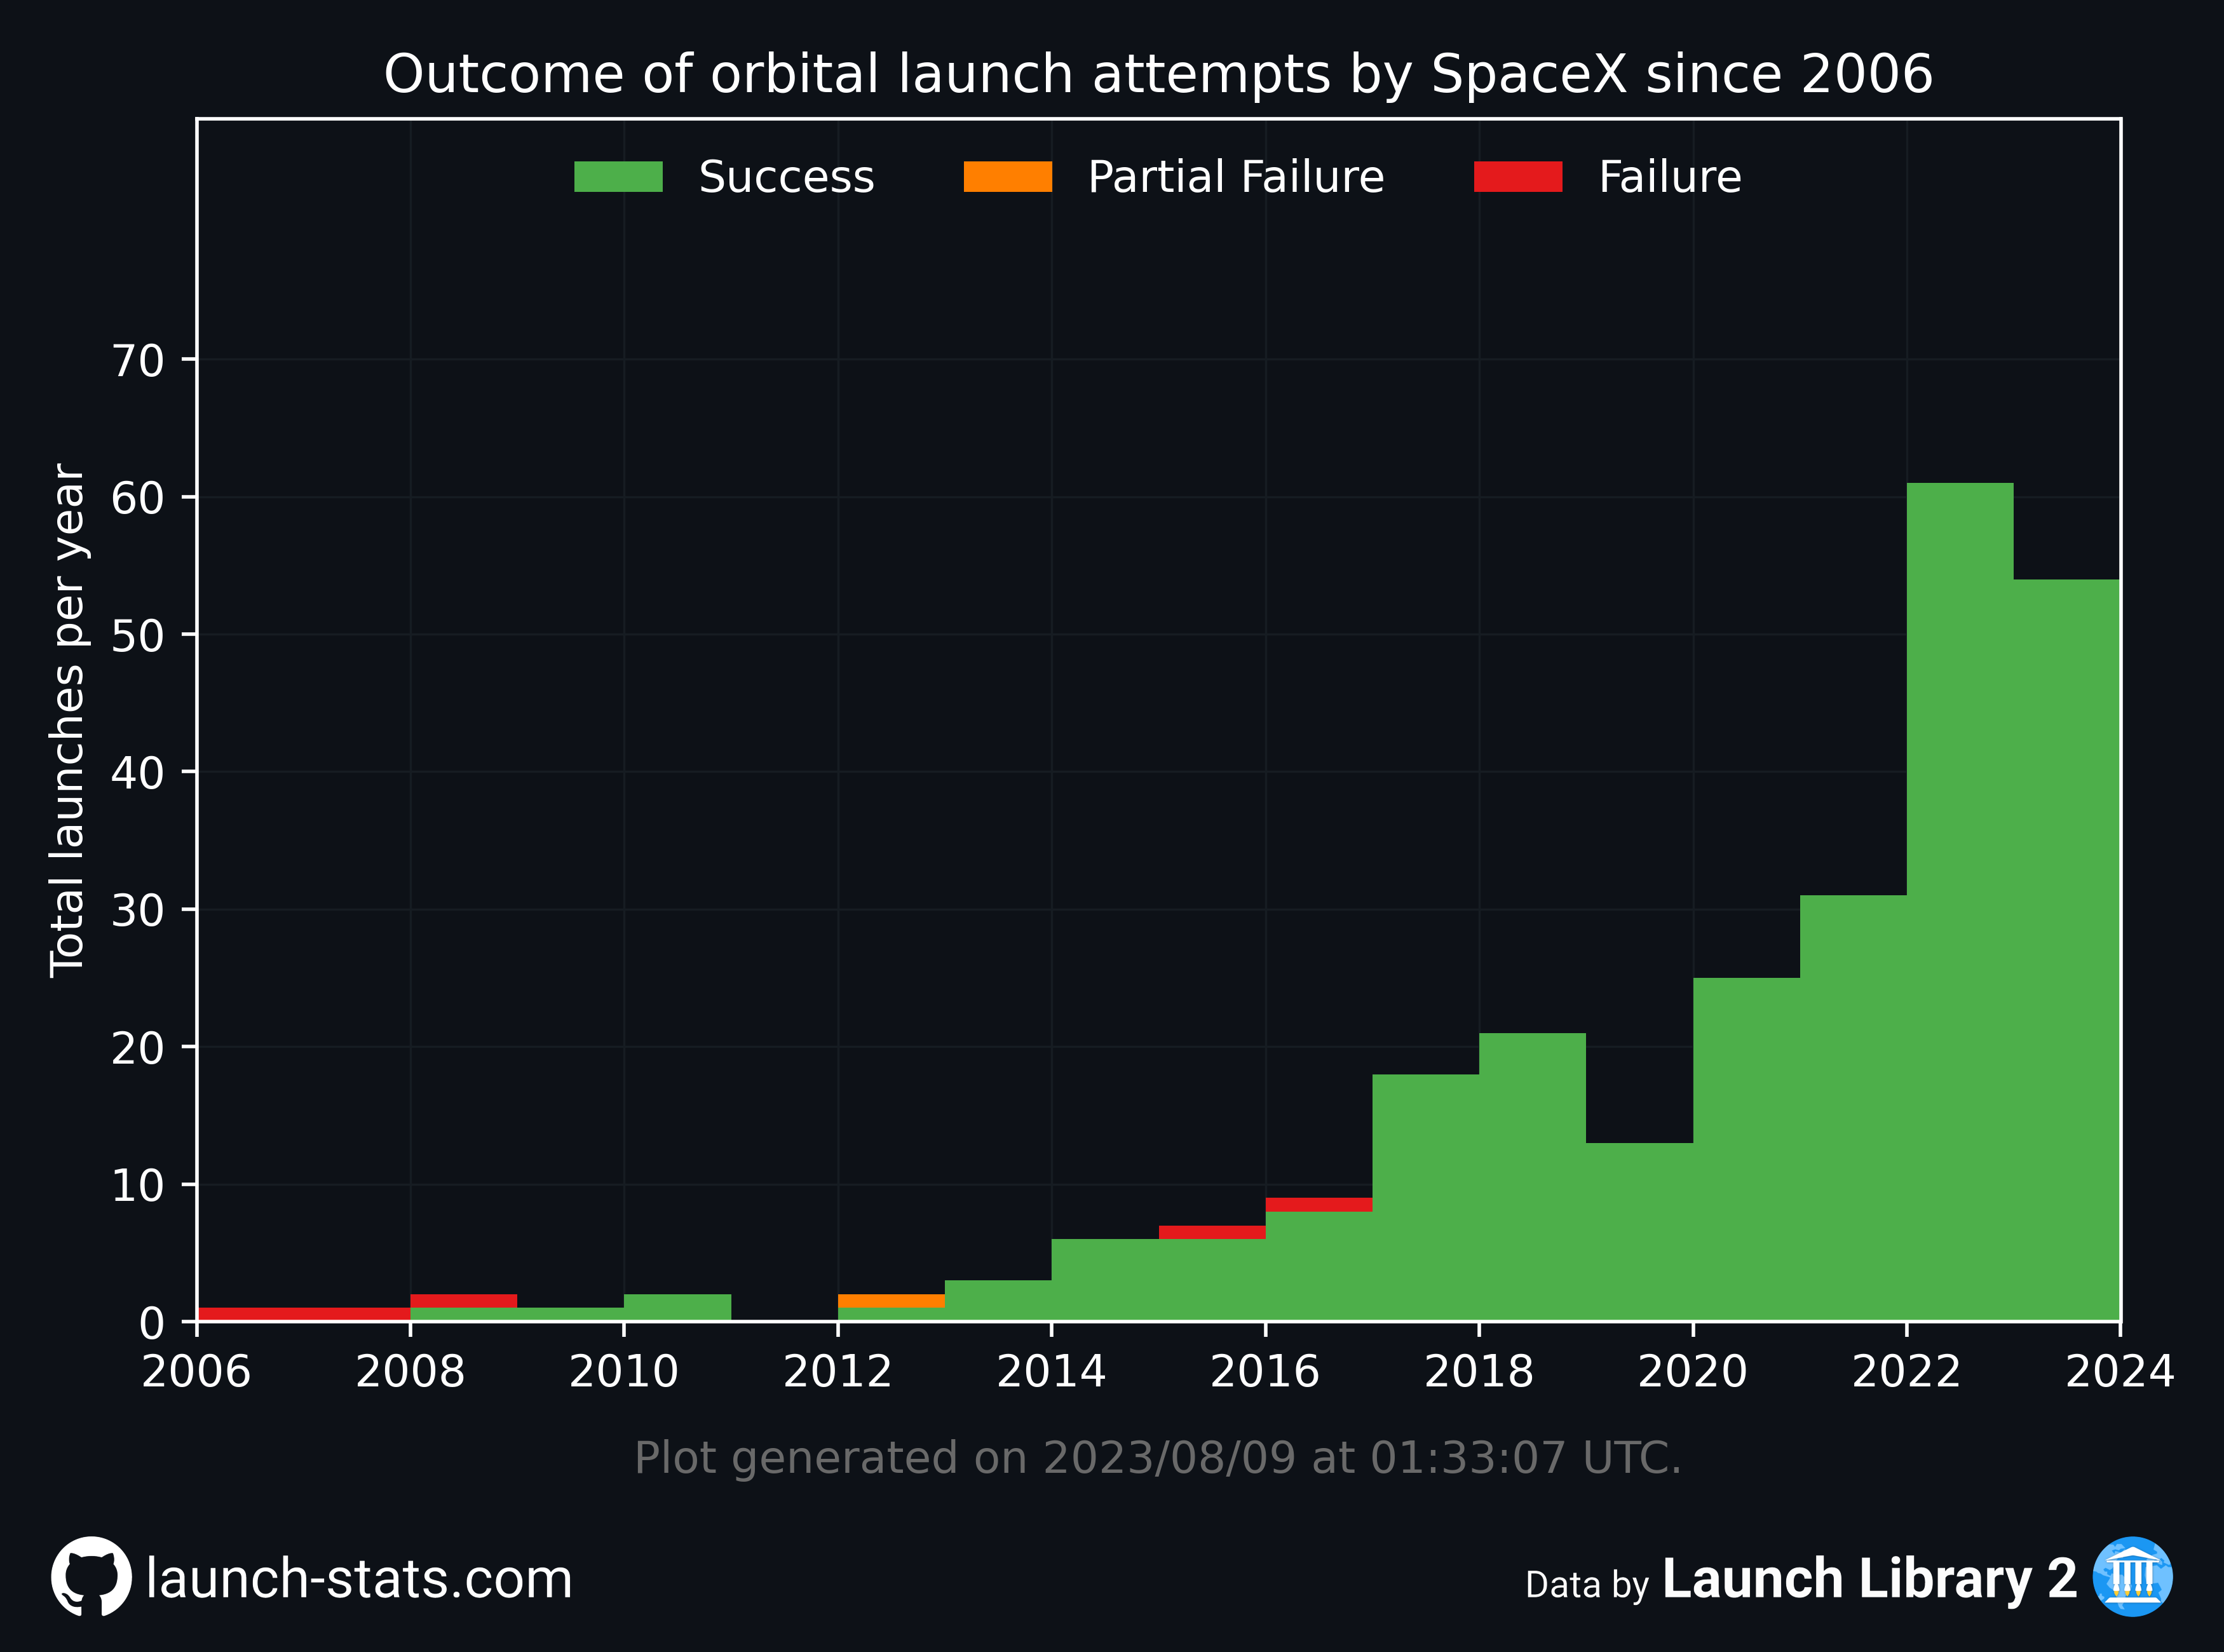 Outcome of orbital launch attempts by SpaceX since 2006
Success Partial Failure Failure
Total launches per year
70
60
50
40
30
20
10
0
2006 2008 2010 2012 2014 2016 2018 2020 2022 2024
Plot generated on 2023/08/09 at 01:33:07 UTC.
launch-stats.com
Data by Launch Library 2